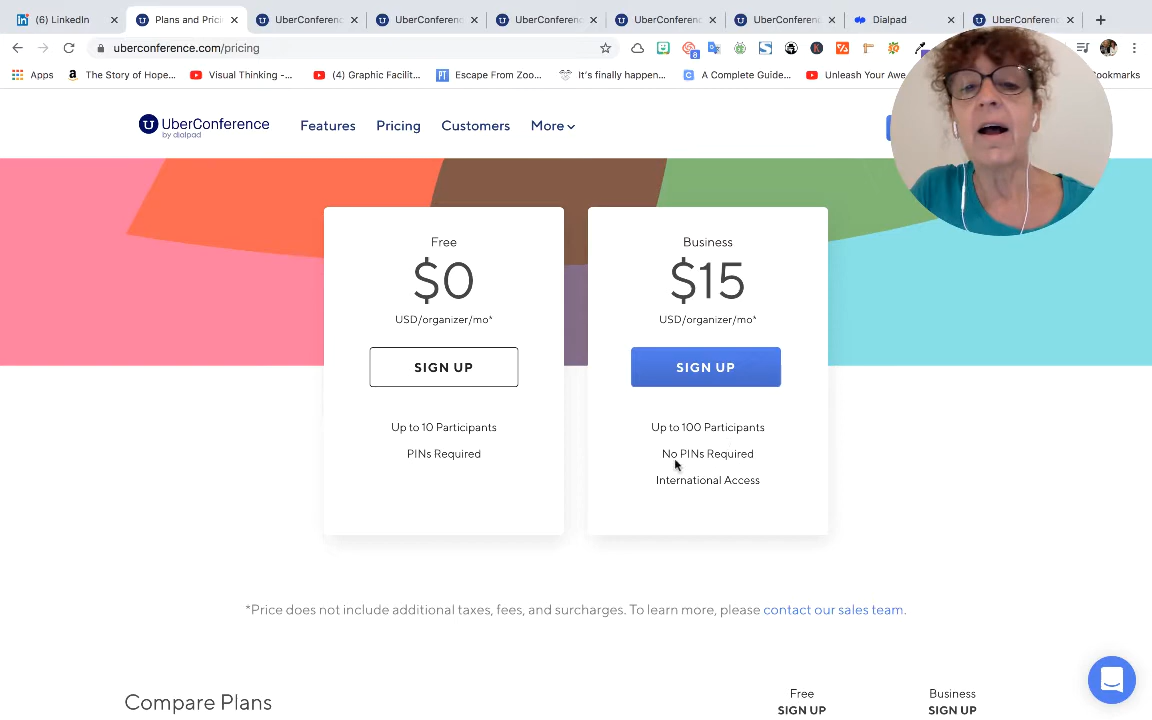 (6) LinkedIn
Plans and Prici
UberConferenc
UberConferenc
UberConferenc
UberConferenc
UberConferenc
Dialpad
UberConferenc
uberconference.com/pricing
8
Apps
The Story of Hope...
Visual Thinking -...
(4) Graphic Facilit...
Escape From Zoo...
It's finally happen...
A Complete Guide...
Unleash Your Awe
ookmarks
UberConference
by dialpad
Features
Pricing
Customers
More
Free
$0
USD/organizer/mo*
SIGN UP
Up to 10 Participants
PINs Required
Business
$15
USD/organizer/mo*
SIGN UP
Up to 100 Participants
No PINs Required
International Access
*Price does not include additional taxes, fees, and surcharges. To learn more, please contact our sales team.
Compare Plans
Free
SIGN UP
Business
SIGN UP